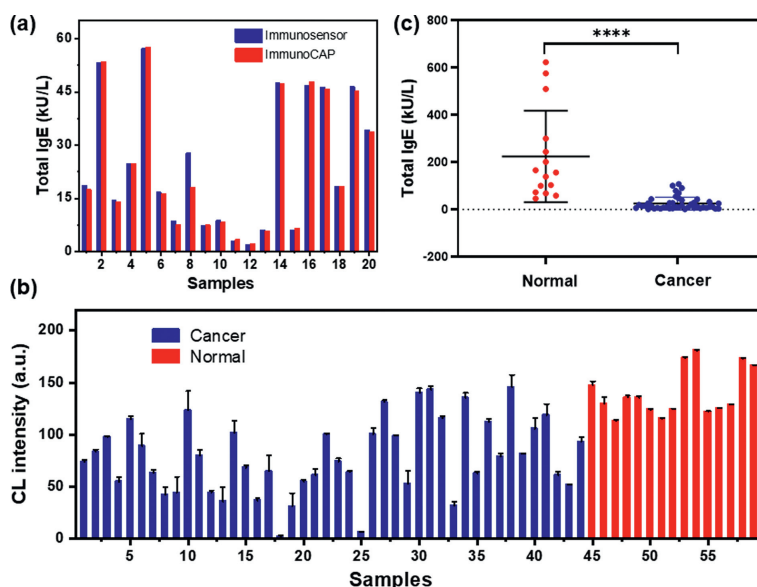 (a)
Immunosensor
ImmunoCAP
Total IgE (kU/L)
60
45
30
15
0
2 4 6 8 10 12 14 16 18 20
Samples
(c)
****
Total IgE (kU/L)
800
600
400
200
0
-200
Normal Cancer
(b)
Cancer
Normal
CL intensity (a.u.)
200
150
100
50
0
5 10 15 20 25 30 35 40 45 50 55
Samples